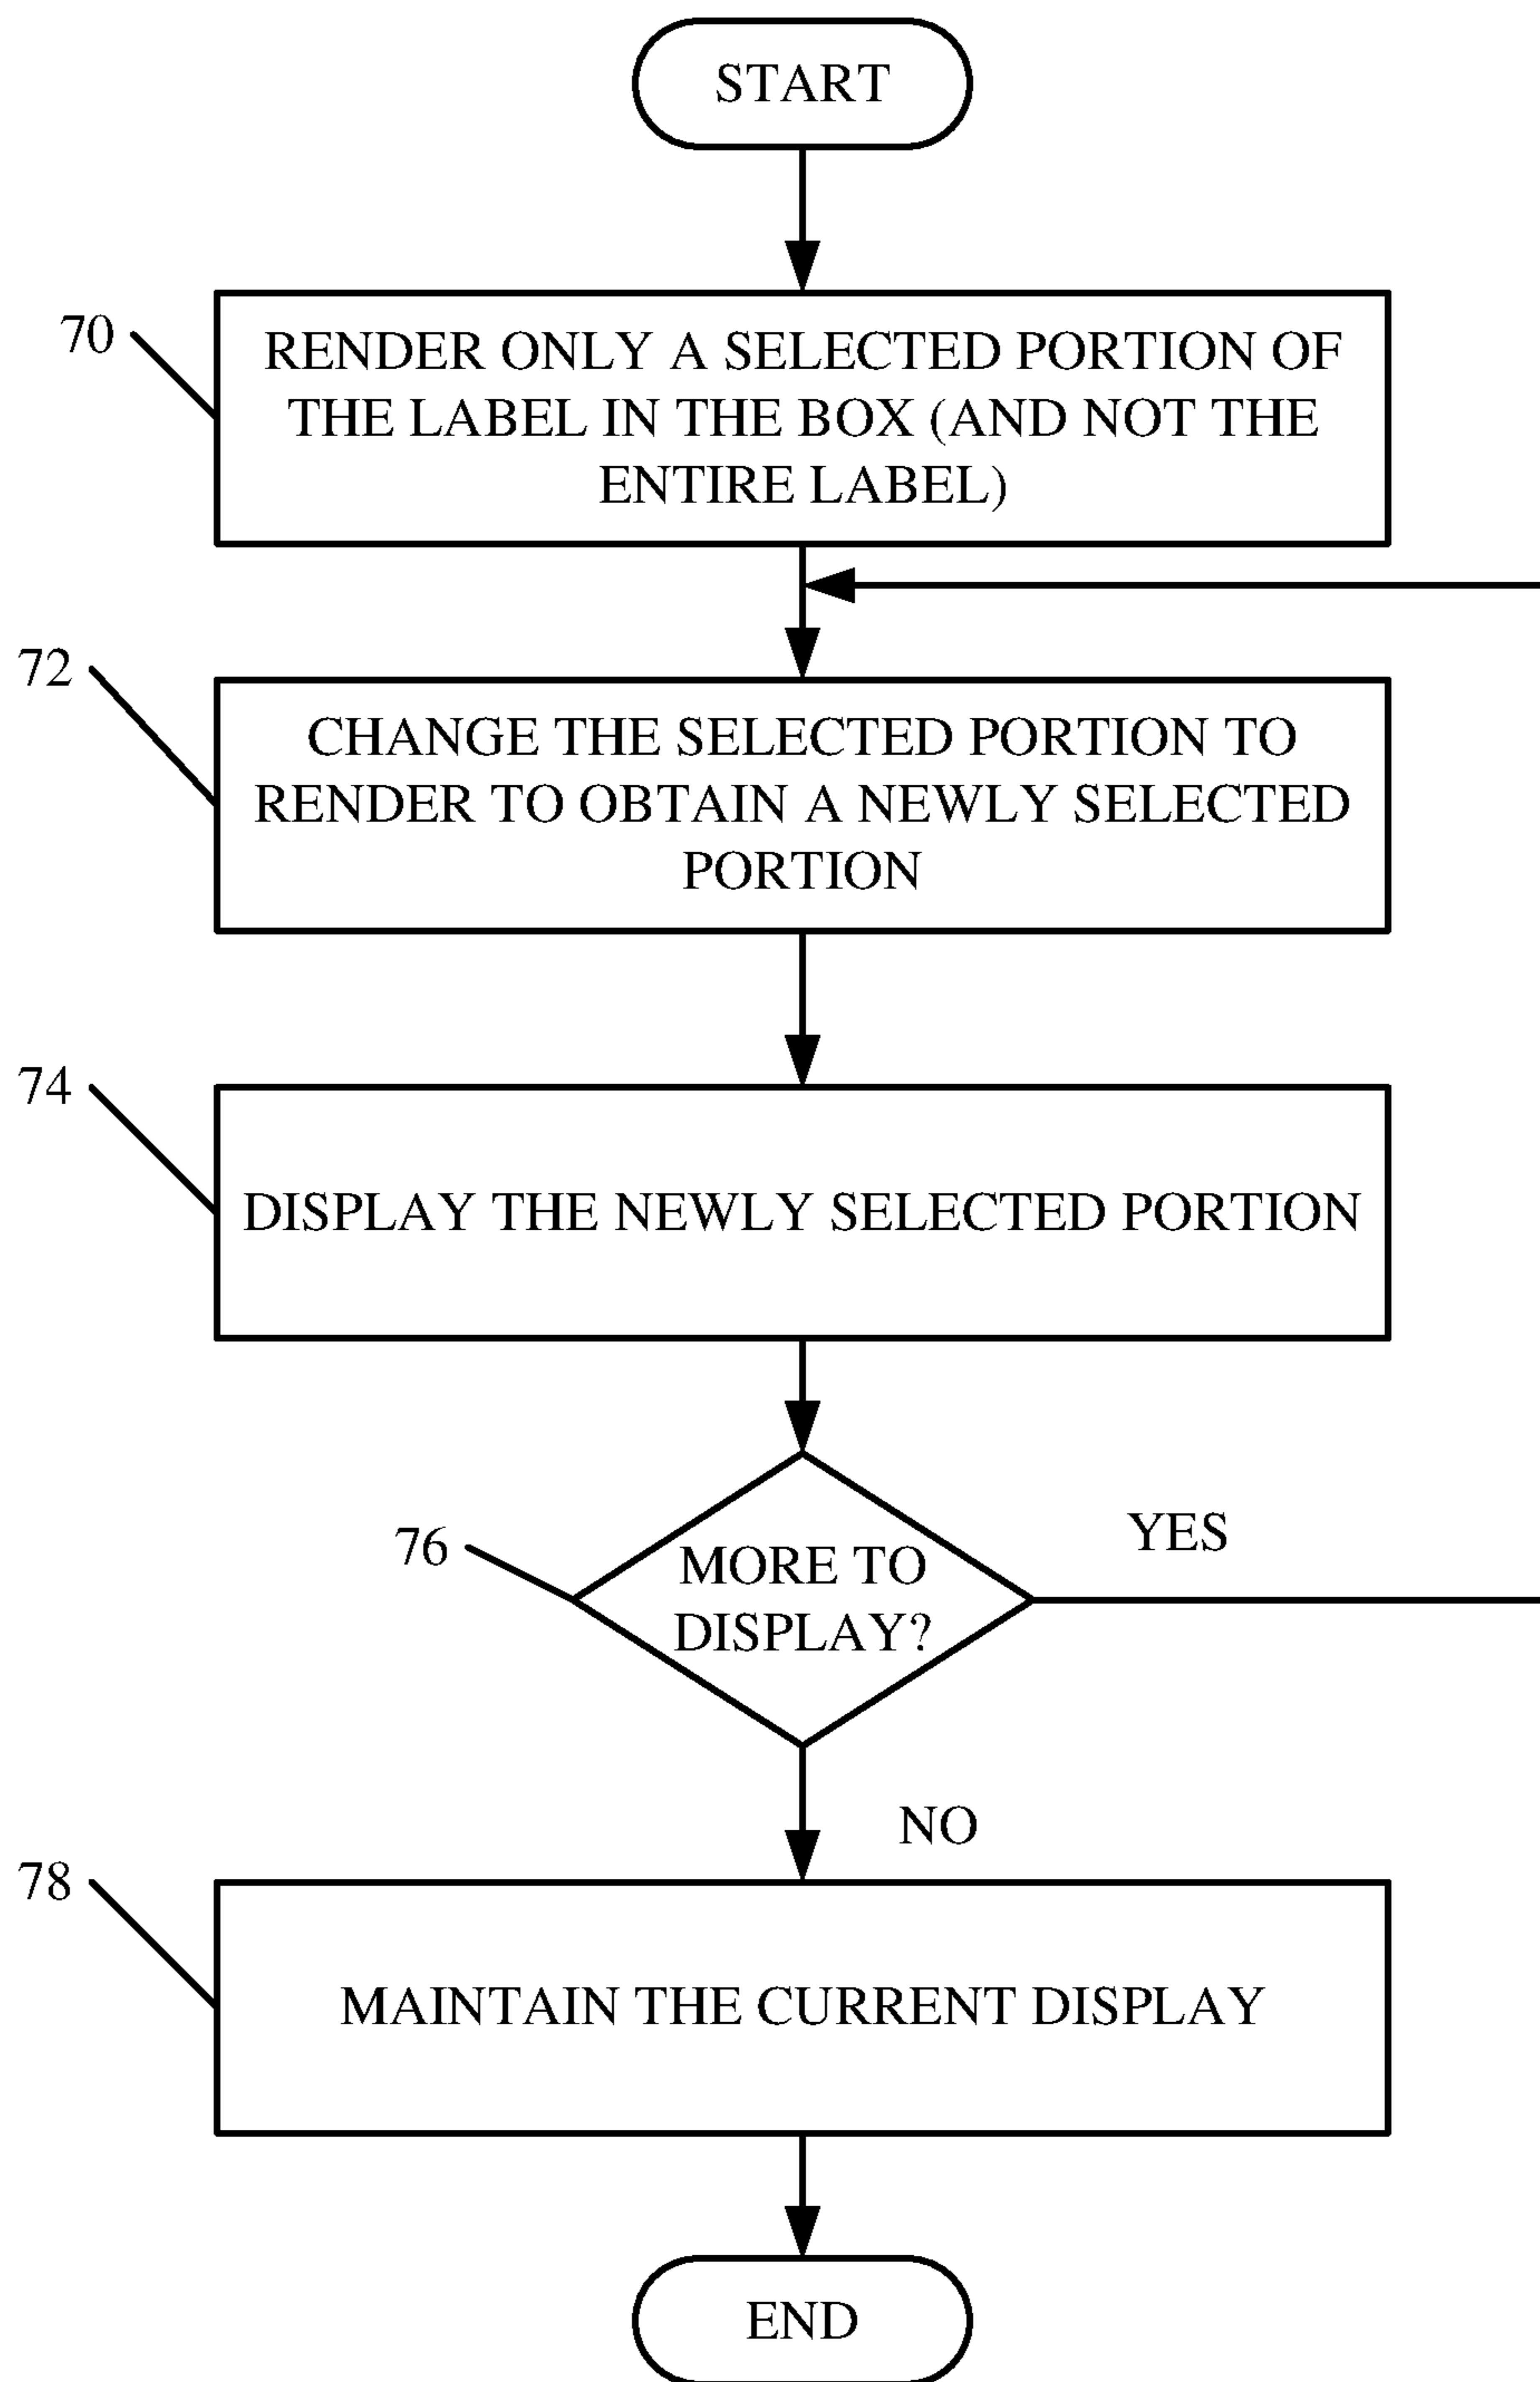 START
70
RENDER ONLY A SELECTED PORTION OF
THE LABEL IN THE BOX (AND NOT THE
ENTIRE LABEL)
72
CHANGE THE SELECTED PORTION TO
RENDER TO OBTAIN A NEWLY SELECTED
PORTION
74
DISPLAY THE NEWLY SELECTED PORTION
76
MORE TO
DISPLAY?
YES
NO
78
MAINTAIN THE CURRENT DISPLAY
END